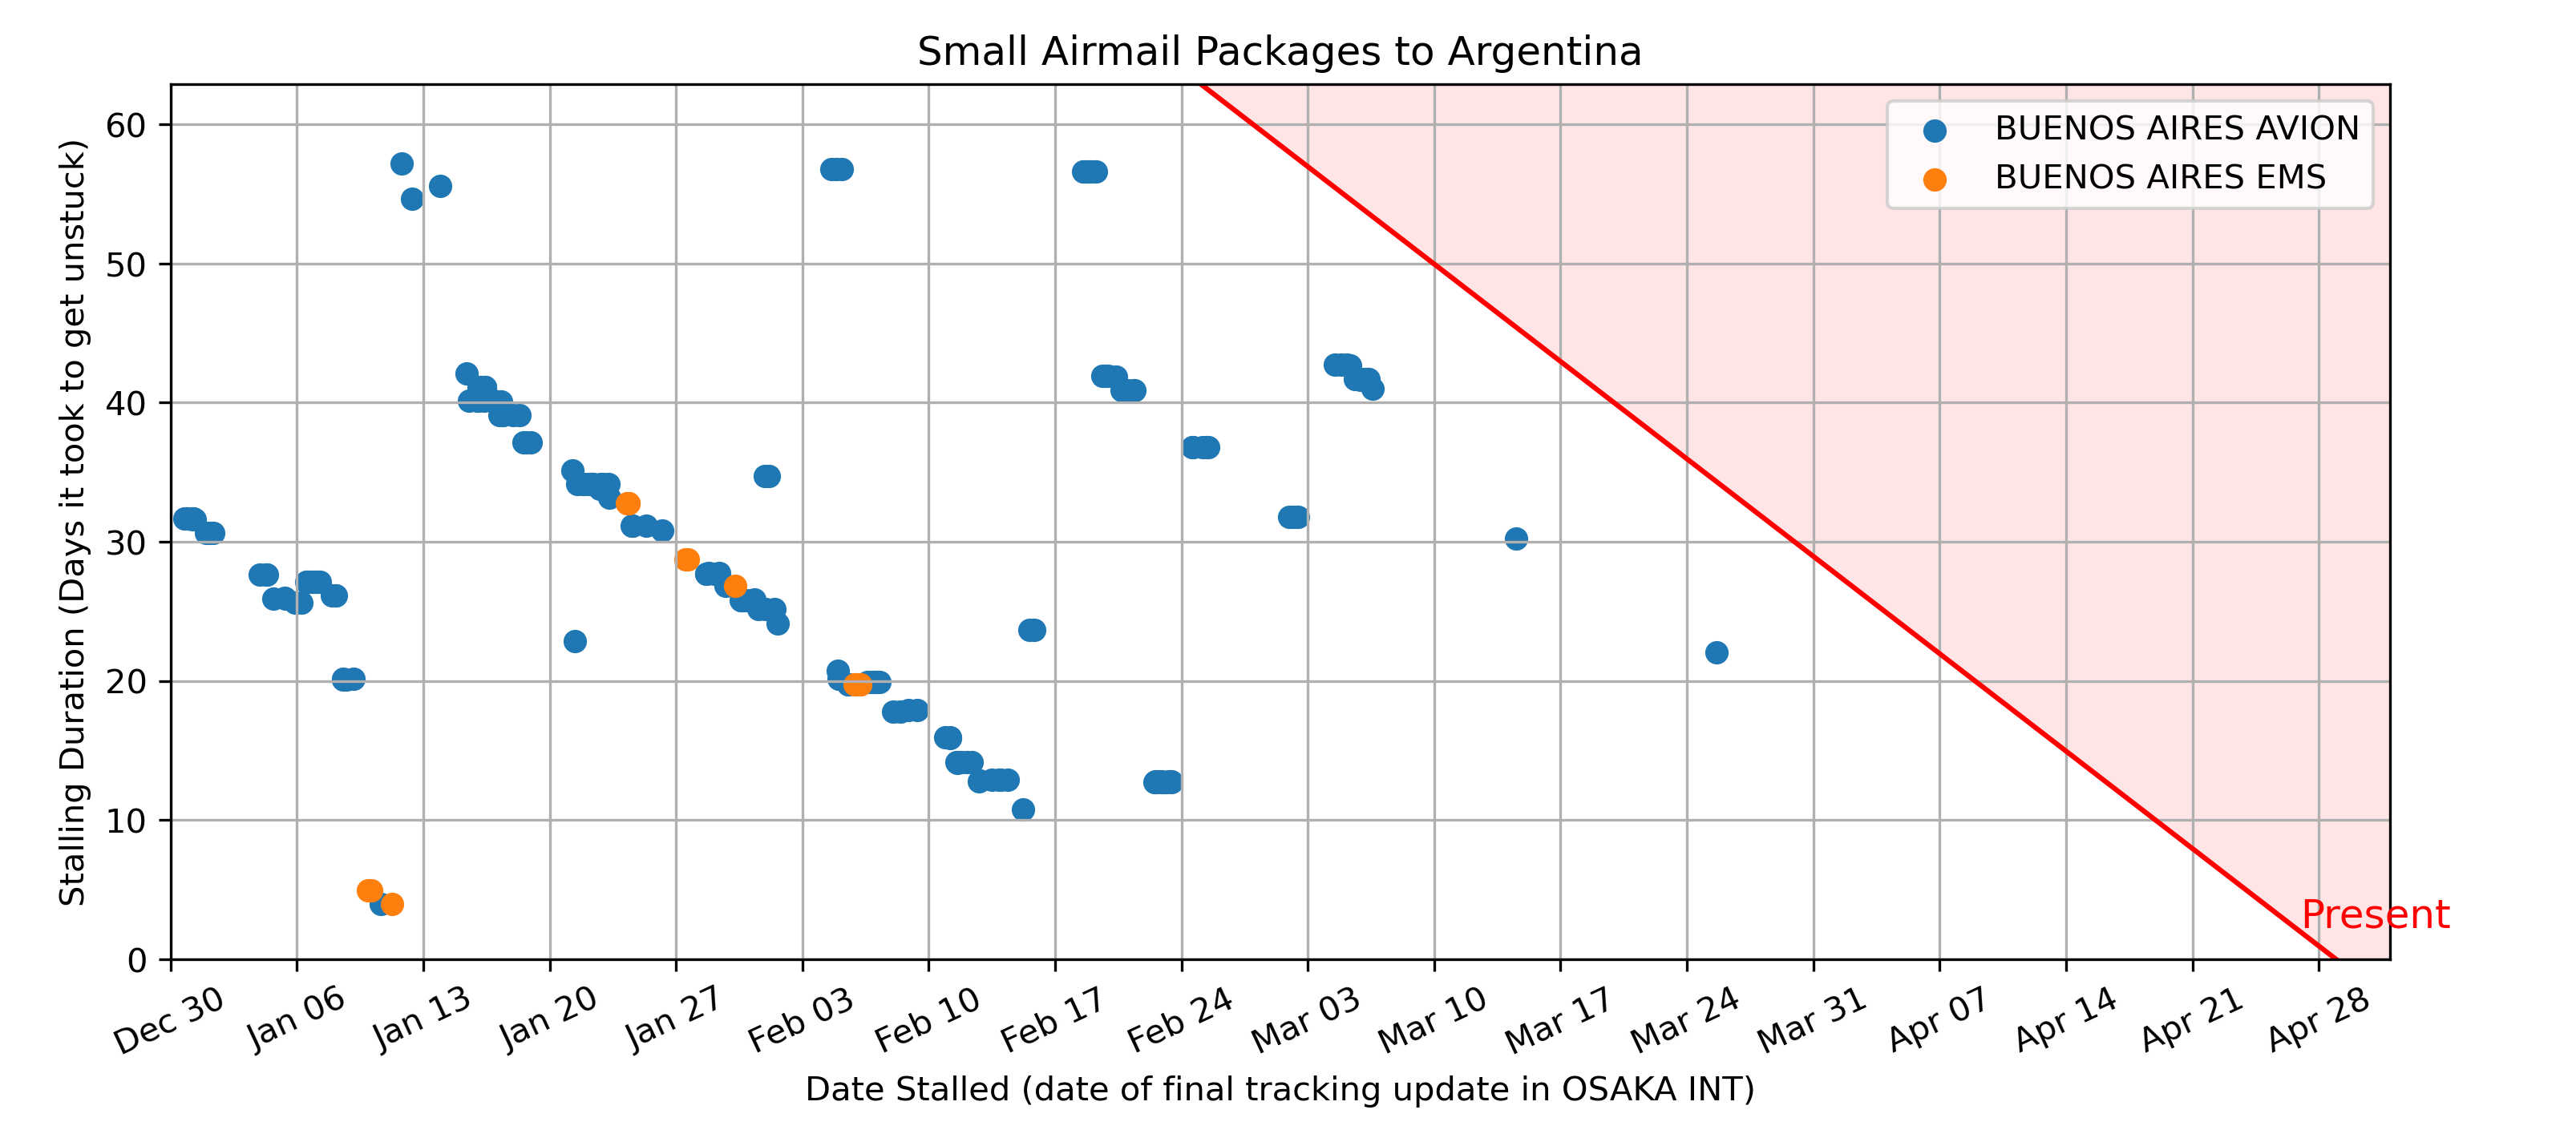 Small Airmail Packages to Argentina
Stalling Duration (Days it took to get unstuck)
60
50
40
30
20
10
0
BUENOS AIRES AVION
BUENOS AIRES EMS
Present
Dec 30
Jan 06
Jan 13
Jan 20
Jan 27
Feb 03
Feb 10
Feb 17
Feb 24
Mar 03
Mar 10
Mar 17
Mar 24
Mar 31
Apr 07
Apr 14
Apr 21
Apr 28
Date Stalled (date of final tracking update in OSAKA INT)